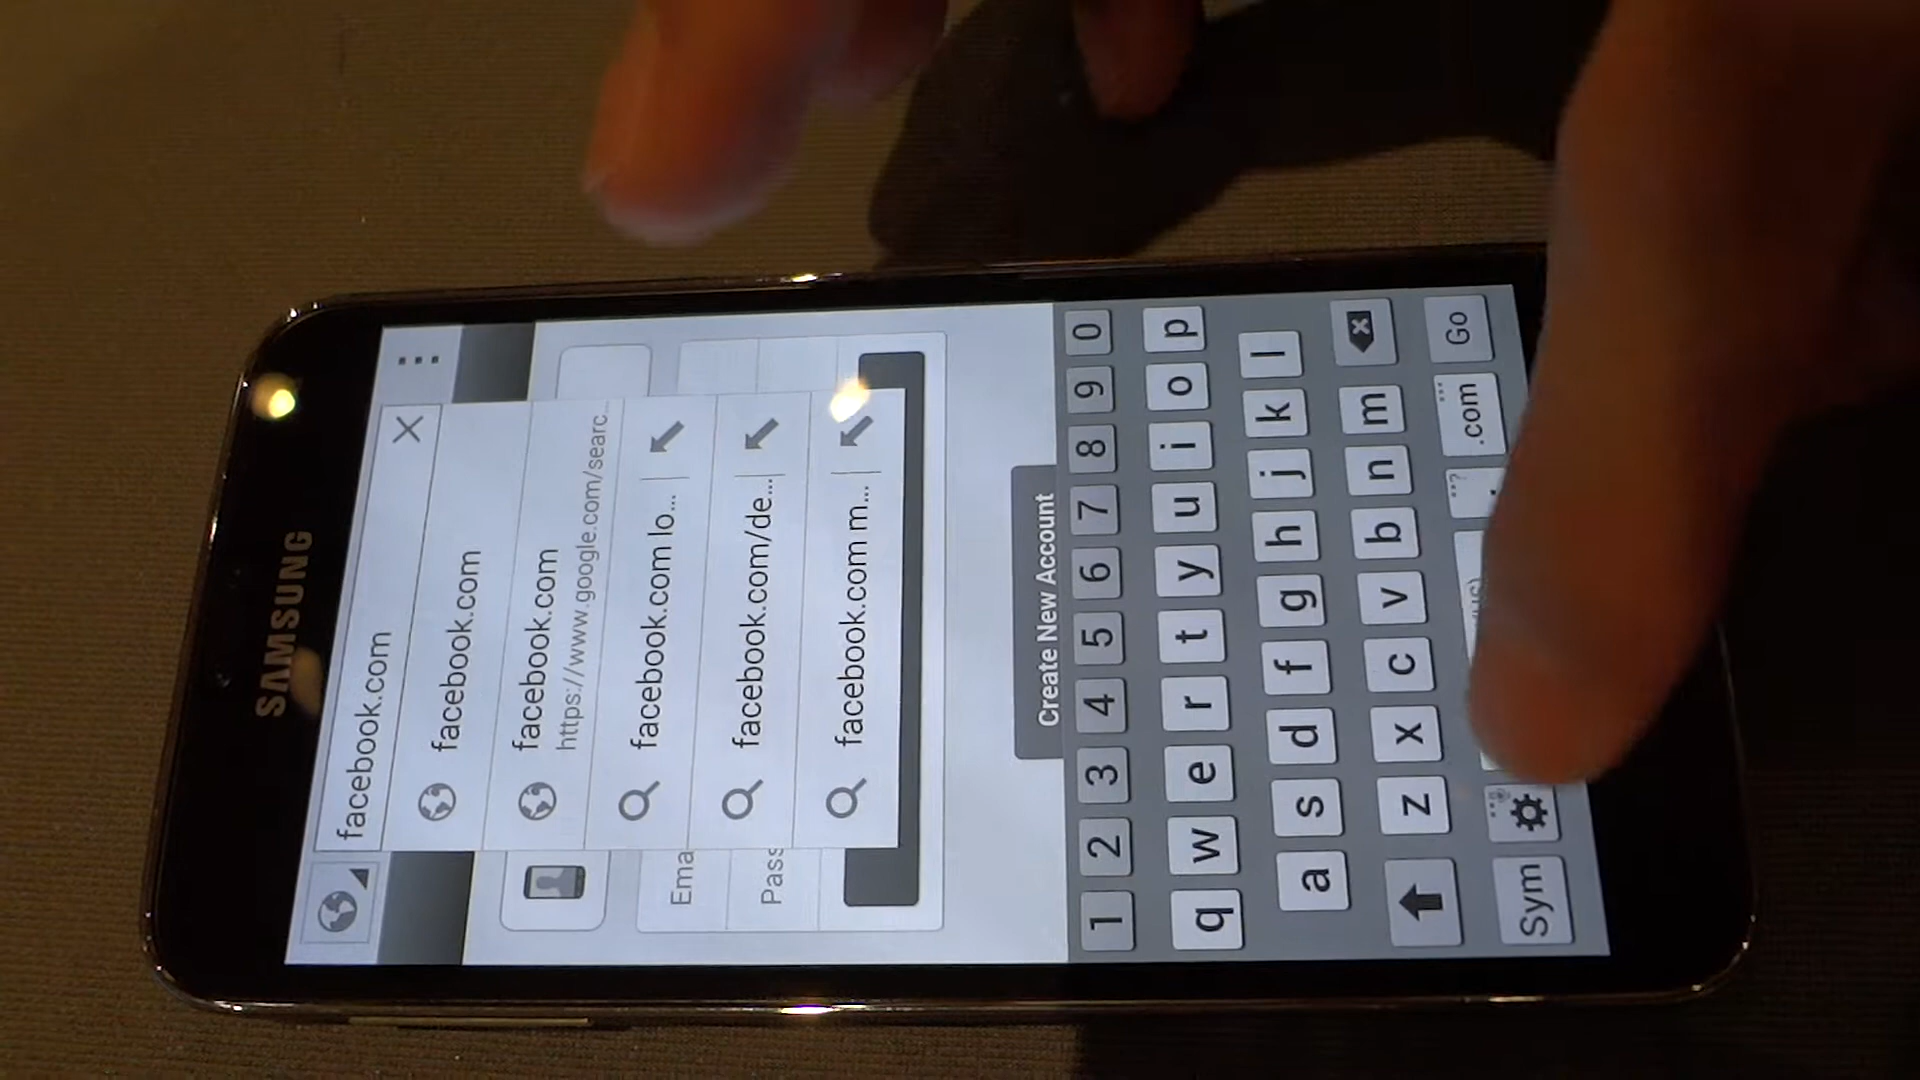 SAMSUNG
facebook.com
facebook.com
facebook.com
https://www.google.com/searc...
facebook.com lo...
facebook.com/de...
facebook.com m...
Ema
Pass
Create New Account
1 2 3 4 5 6 7 8 9 0
q w e r t y u i o p
a s d f g h j k l
z x c v b n m
Sym . .com Go